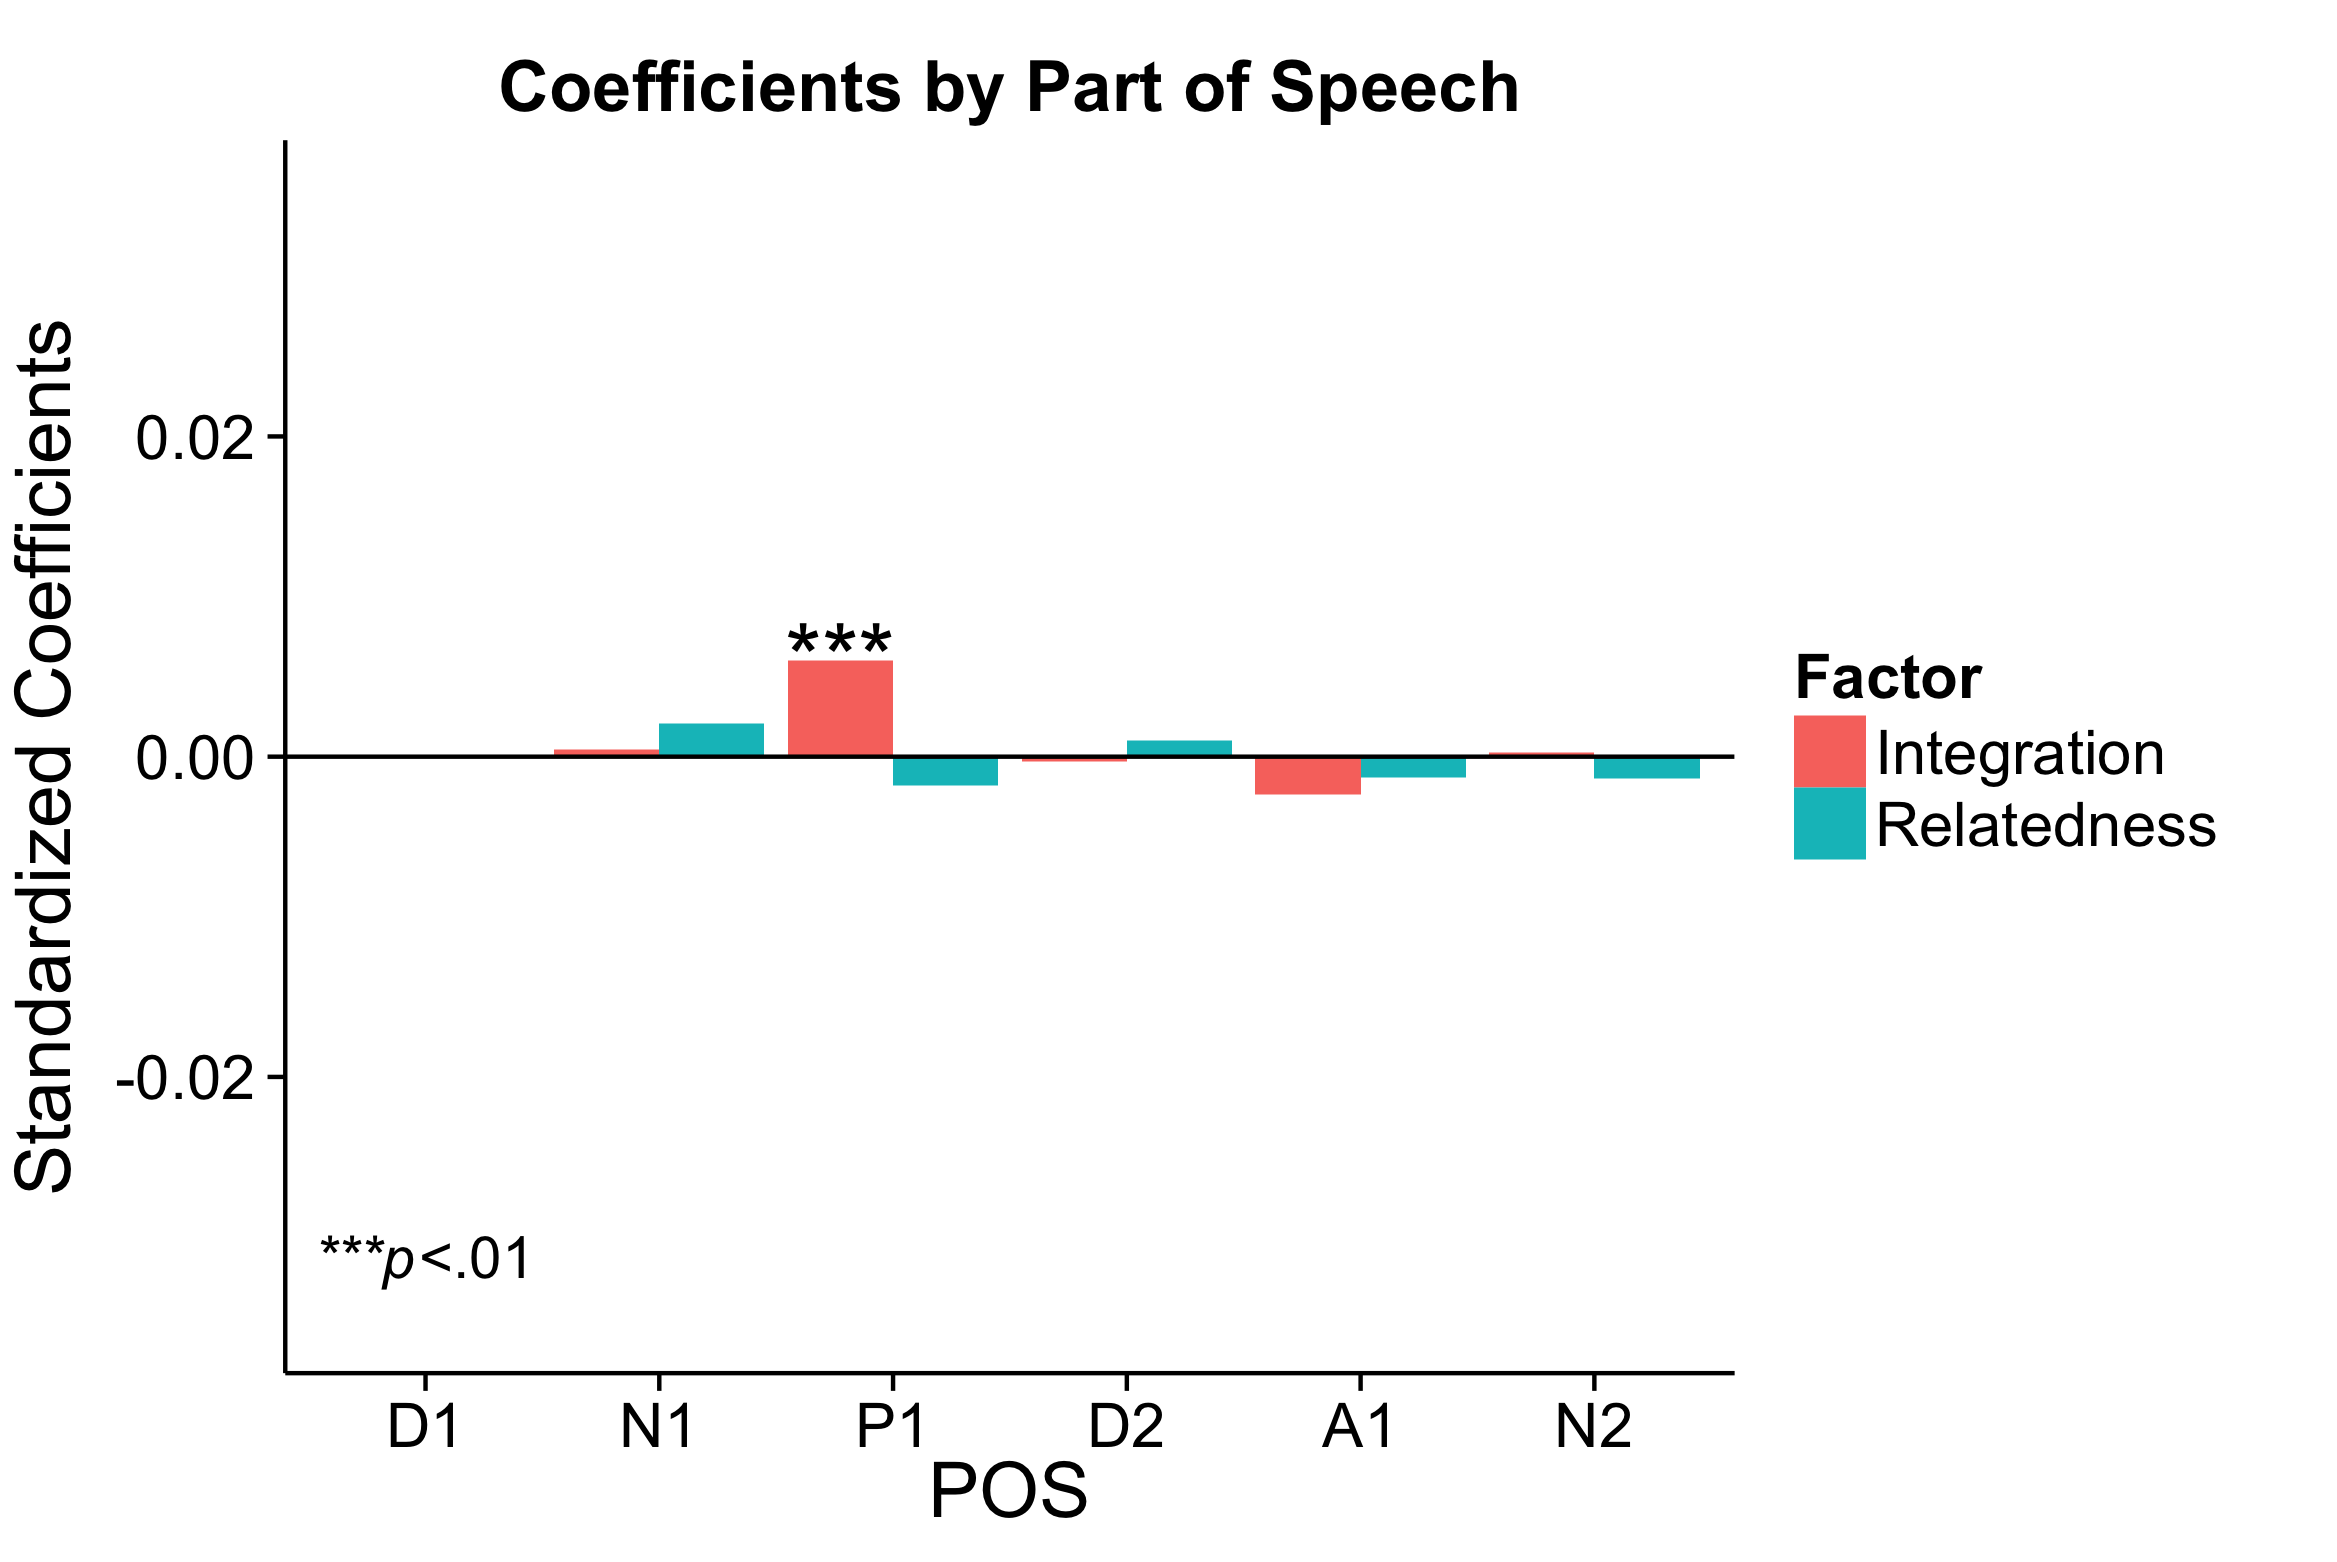 Coefficients by Part of Speech
Standardized Coefficients
0.02
0.00
-0.02
***
***p<.01
D1 N1 P1 D2 A1 N2
POS
Factor
Integration
Relatedness